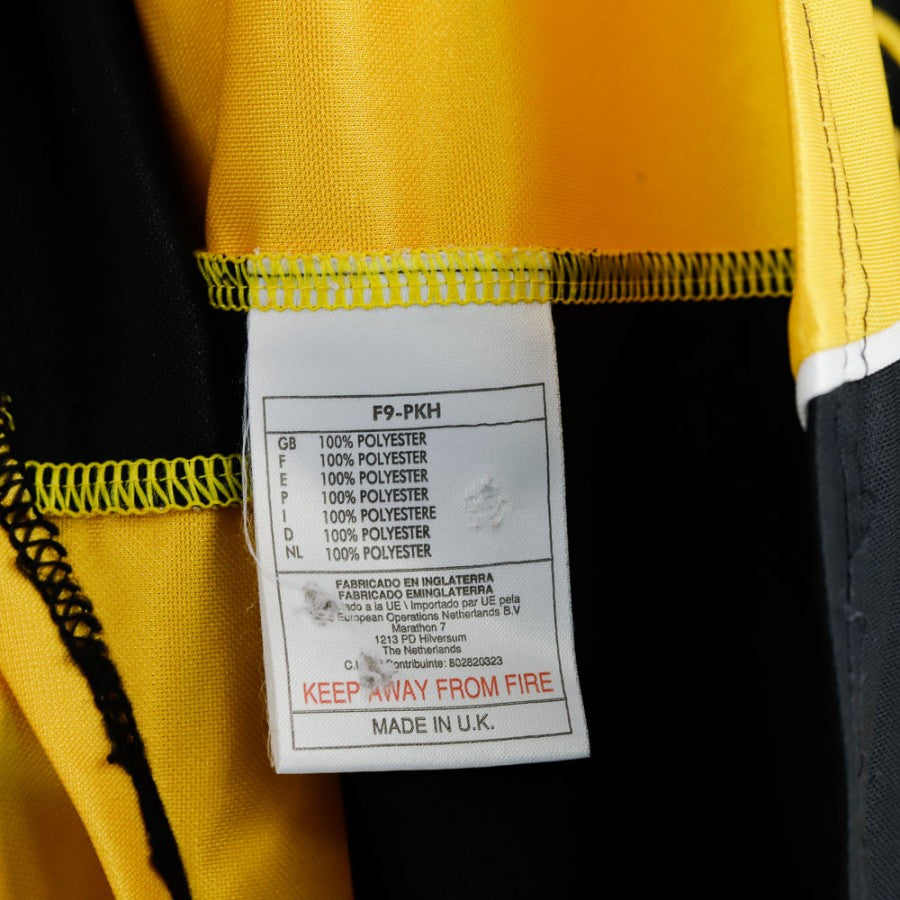 F9-PKH
GB 100% POLYESTER
F 100% POLYESTER
E 100% POLYESTER
P 100% POLYESTER
I 100% POLYESTERE
D 100% POLYESTER
NL 100% POLYESTER
FABRICADO EN INGLATERRA
FABRICADO EMINGLATERRA
a la UE \ Importado par UE pela
European Operations Netherlands B.V
Marathon 7
1213 PD Hilversum
The Netherlands
Contribuinte: 802820323
KEEP AWAY FROM FIRE
MADE IN U.K.